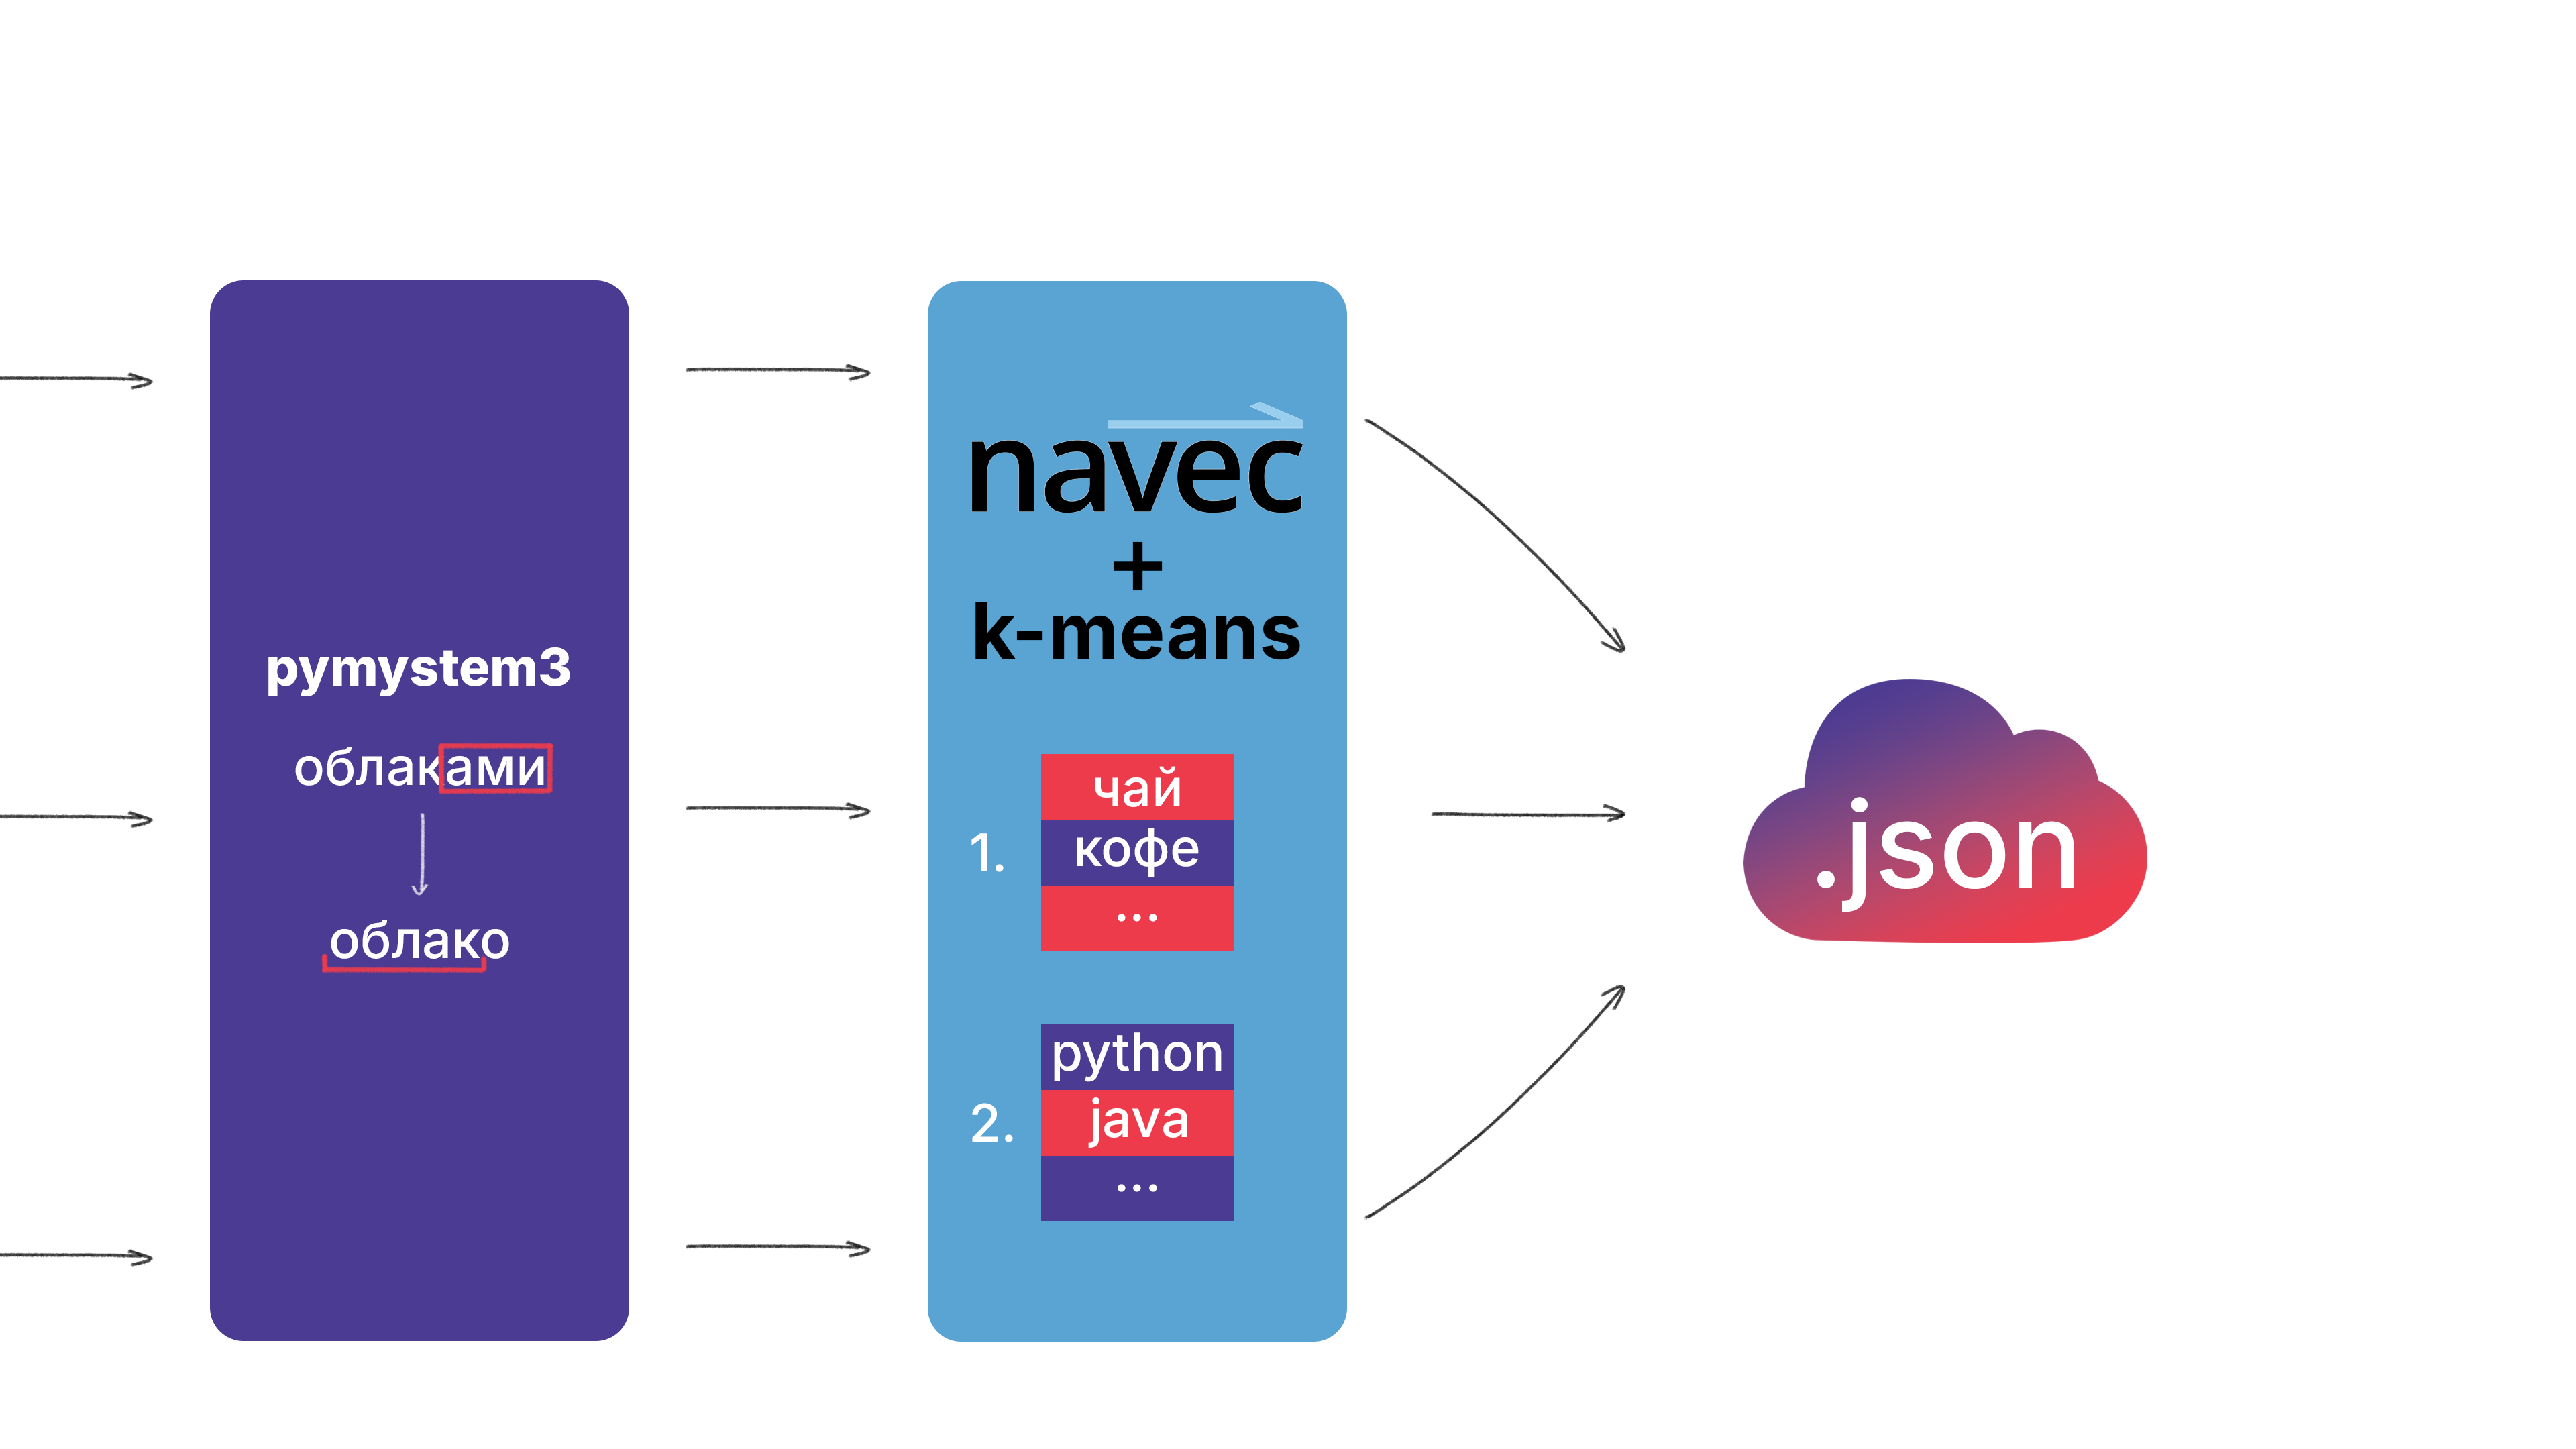 pymystem3
облаками
облако
navec
+
k-means
1.
чай
кофе
...
2.
python
java
...
.json